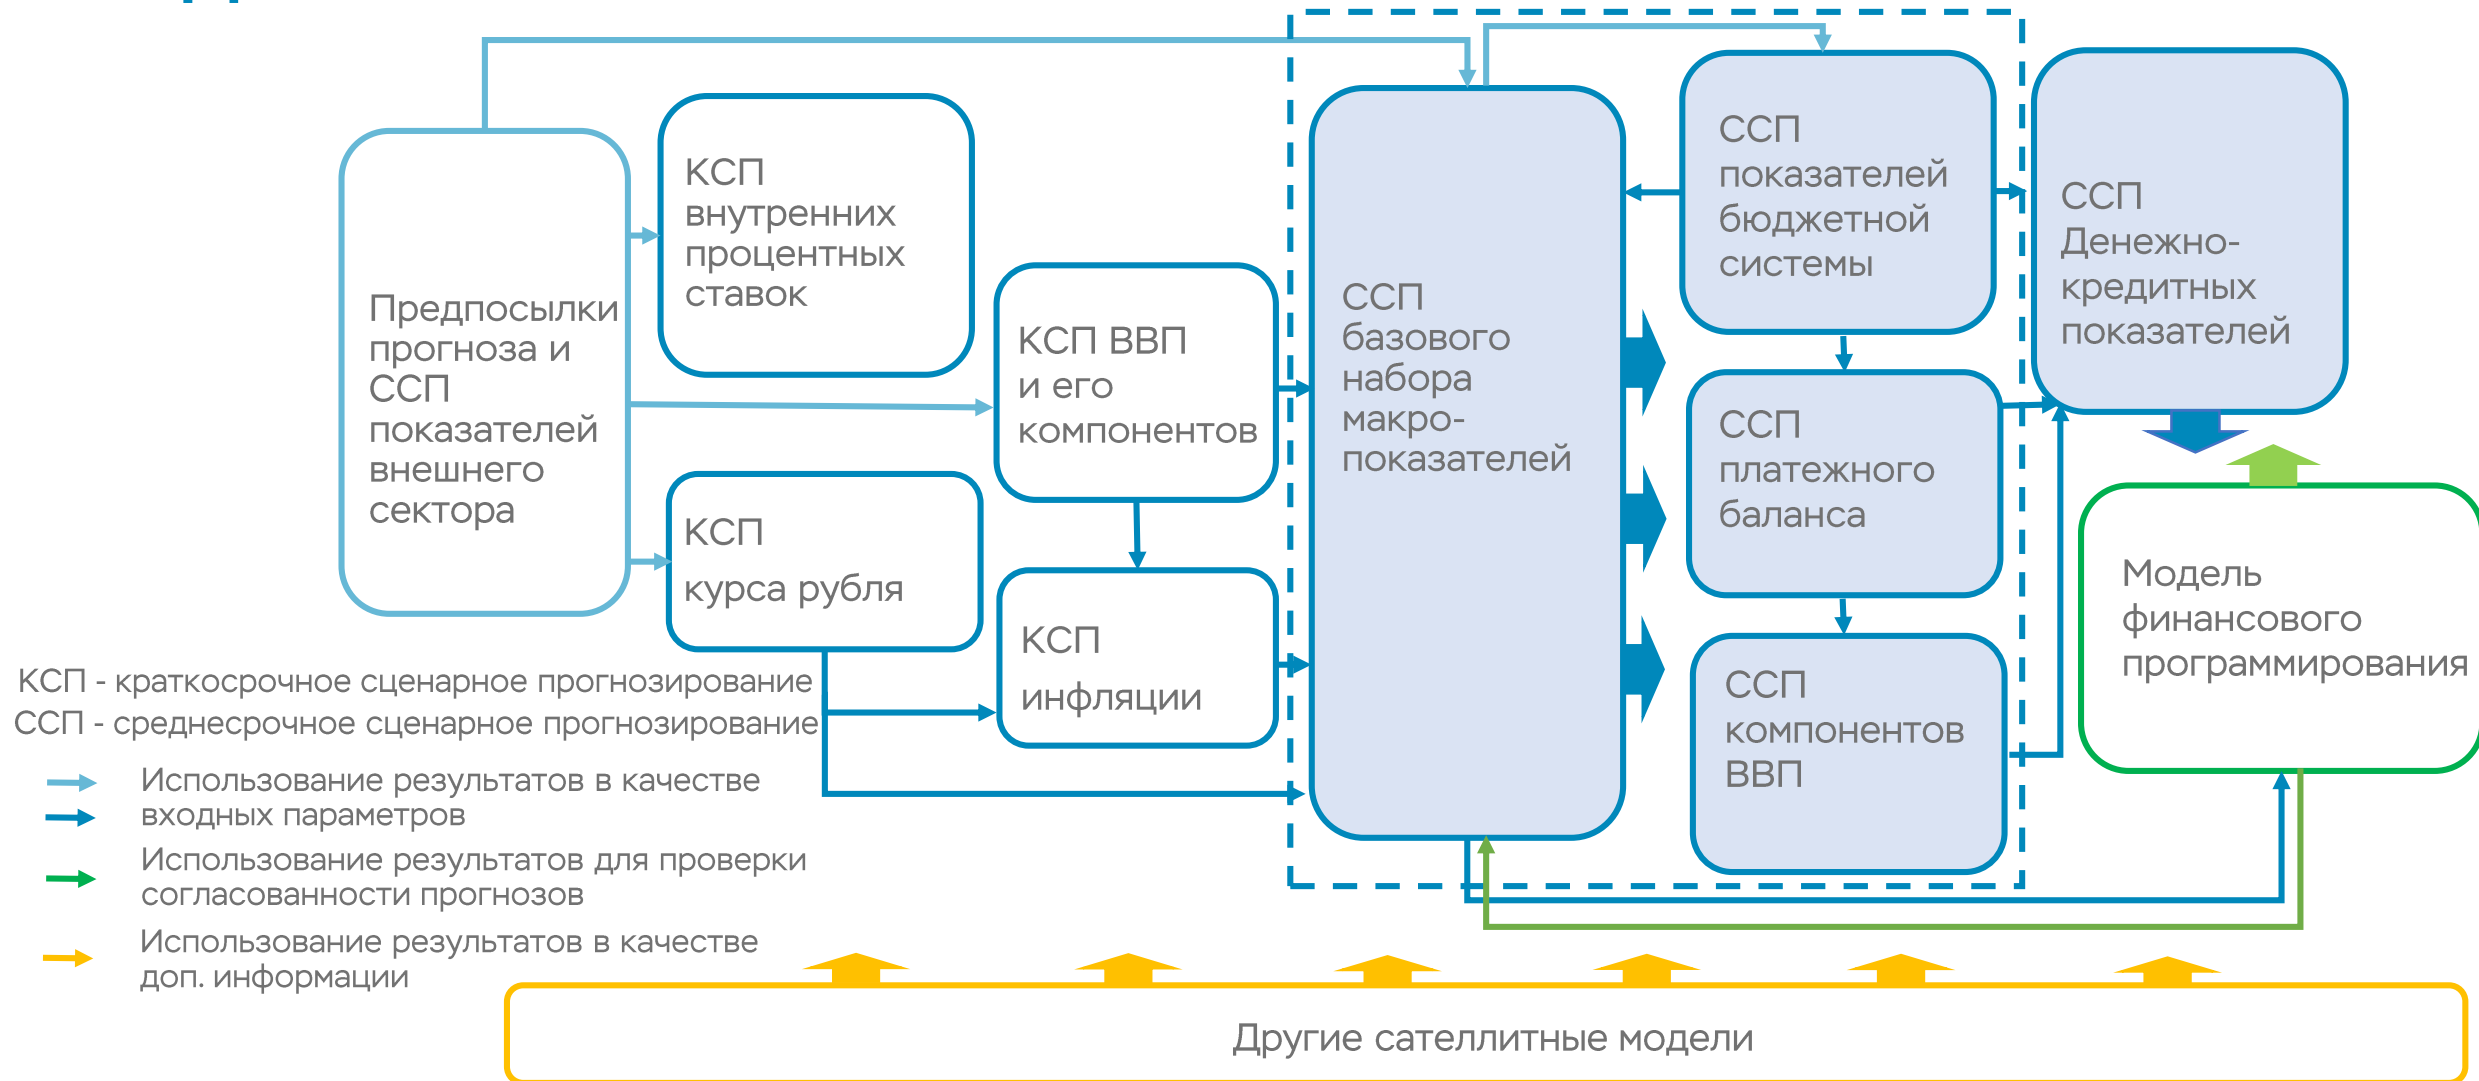 КСП
внутренних
процентных
ставок
Предпосылки
прогноза и
ССП
показателей
внешнего
сектора
КСП ВВП
и его
компонентов
КСП
курса рубля
КСП
инфляции
ССП
базового
набора
макро-
показателей
ССП
показателей
бюджетной
системы
ССП
платежного
баланса
ССП
компонентов
ВВП
ССП
Денежно-
кредитных
показателей
Модель
финансового
программирования
КСП - краткосрочное сценарное прогнозирование
ССП - среднесрочное сценарное прогнозирование
Использование результатов в качестве
входных параметров
Использование результатов для проверки
согласованности прогнозов
Использование результатов в качестве
доп. информации
Другие сателлитные модели